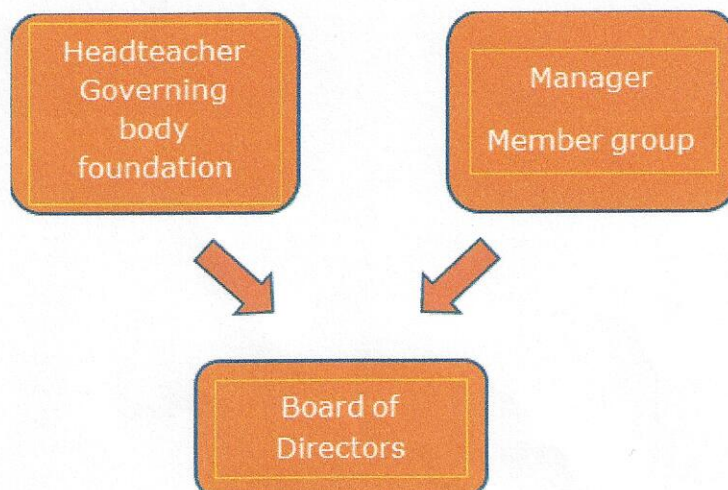 Headteacher
Governing
body
foundation
Manager
Member group
Board of
Directors